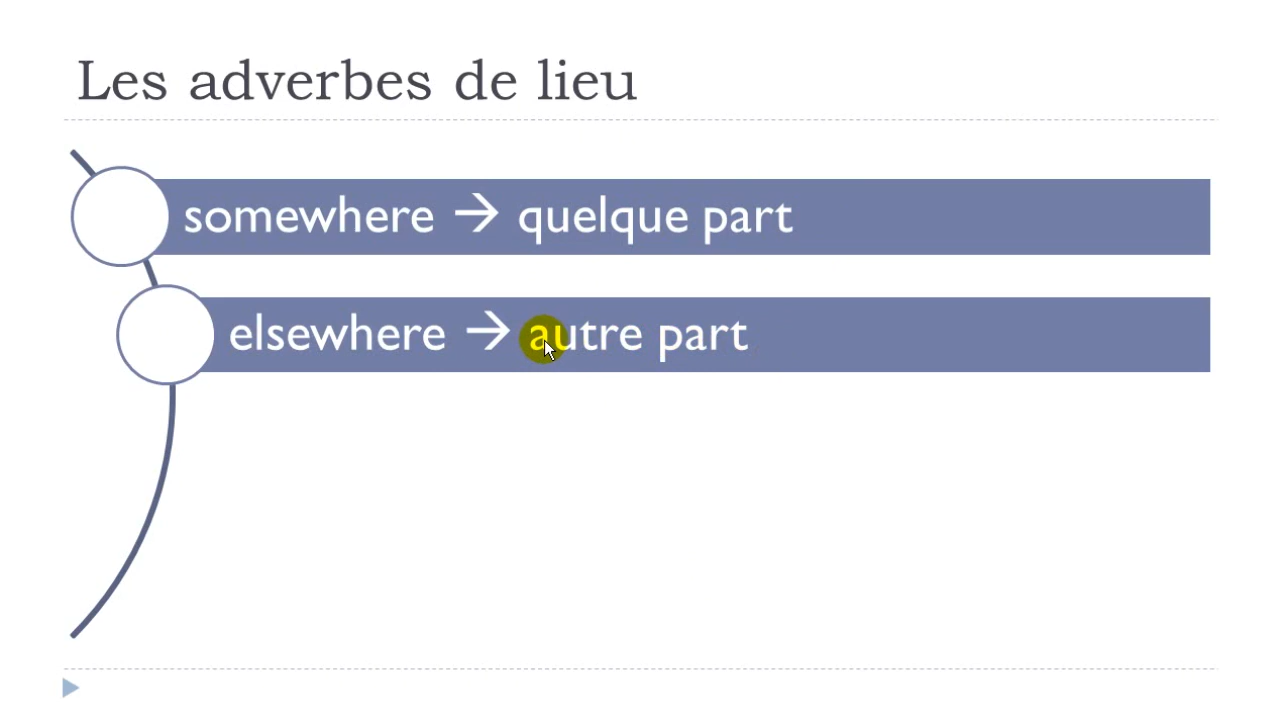 Les adverbes de lieu
somewhere → quelque part
elsewhere → autre part